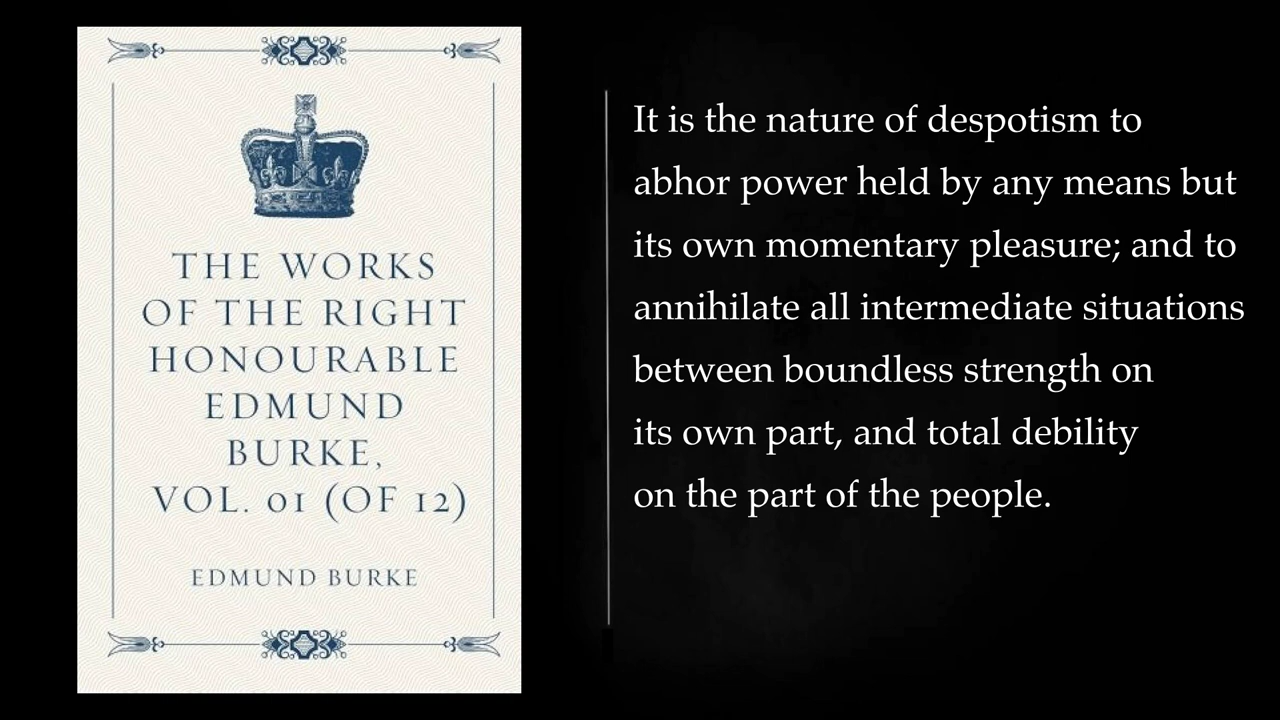 THE WORKS
OF THE RIGHT
HONOURABLE
EDMUND
BURKE,
VOL. 01 (OF 12)
EDMUND BURKE
It is the nature of despotism to
abhor power held by any means but
its own momentary pleasure; and to
annihilate all intermediate situations
between boundless strength on
its own part, and total debility
on the part of the people.